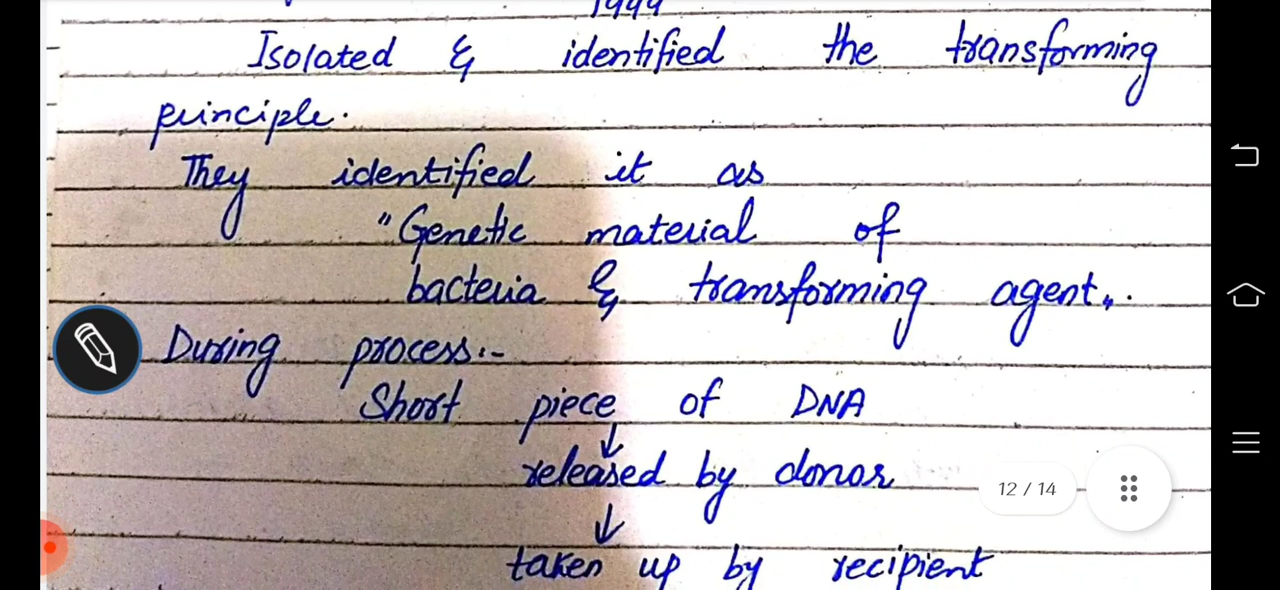 1944
Isolated & identified the transforming
principle.
They identified it as
"Genetic material of
bacteria & transforming agent".
During process:-
Short piece of DNA
↓
released by donor
↓
taken up by recipient
12 / 14